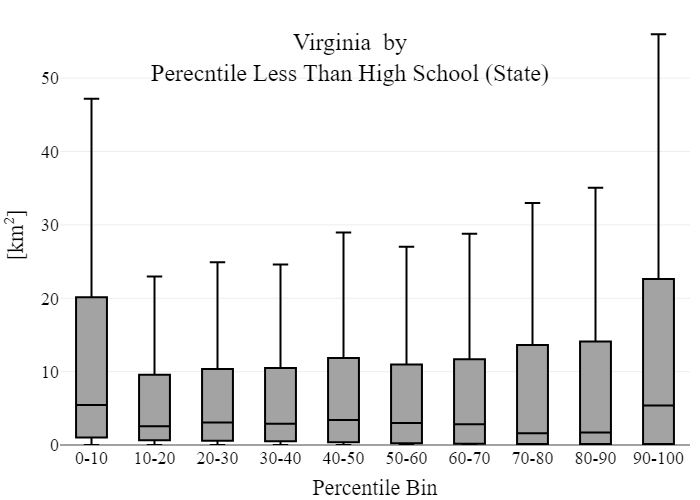 Virginia by
Perecntile Less Than High School (State)
50
40
30
20
10
0
[km²]
0-10 10-20 20-30 30-40 40-50 50-60 60-70 70-80 80-90 90-100
Percentile Bin